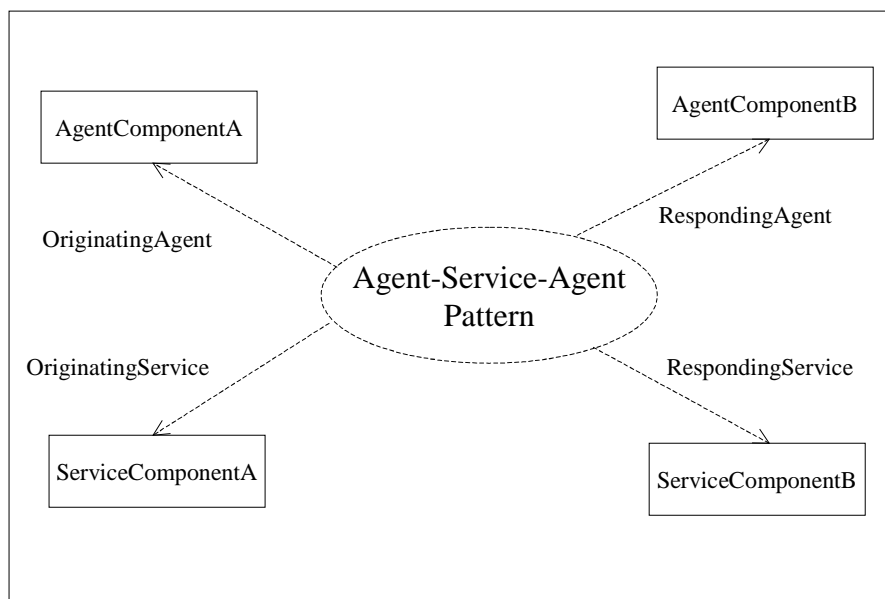 AgentComponentA
AgentComponentB
OriginatingAgent
RespondingAgent
Agent-Service-Agent
Pattern
OriginatingService
RespondingService
ServiceComponentA
ServiceComponentB